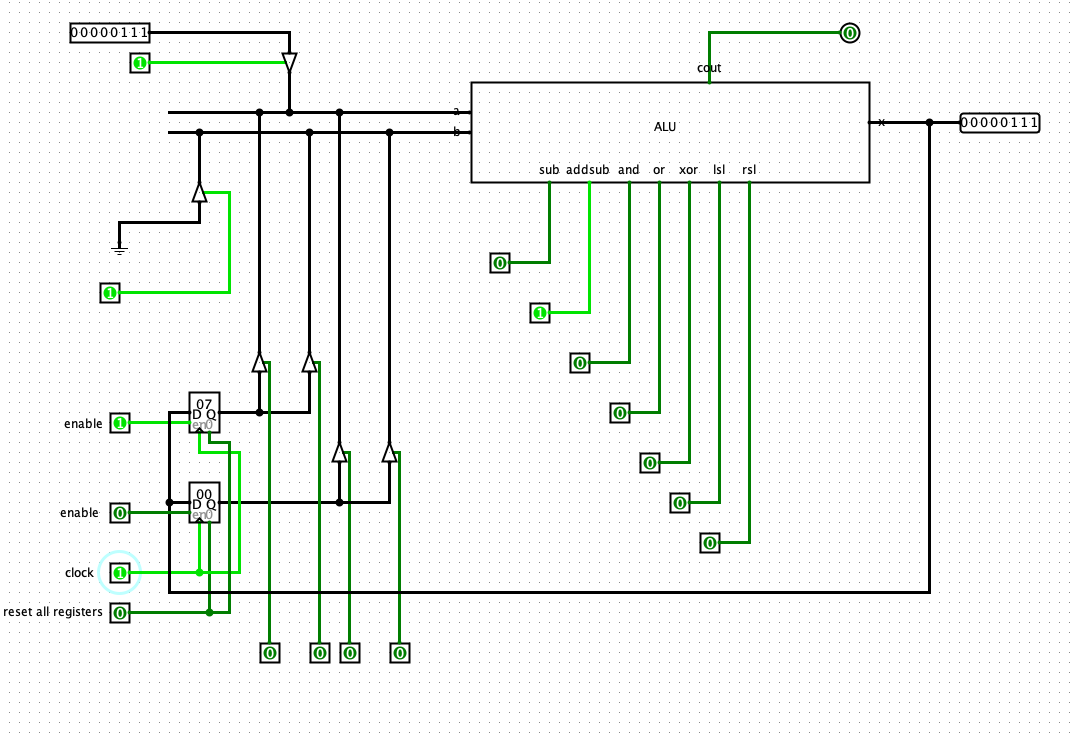 00000111
0
1
cout
a
b
ALU
x
00000111
sub addsub and or xor lsl rsl
0
1
1
0
07
D Q
en 0
enable 1
0
0
00
D Q
en 0
enable 0
0
0
clock 1
reset all registers 0
0 0 0 0